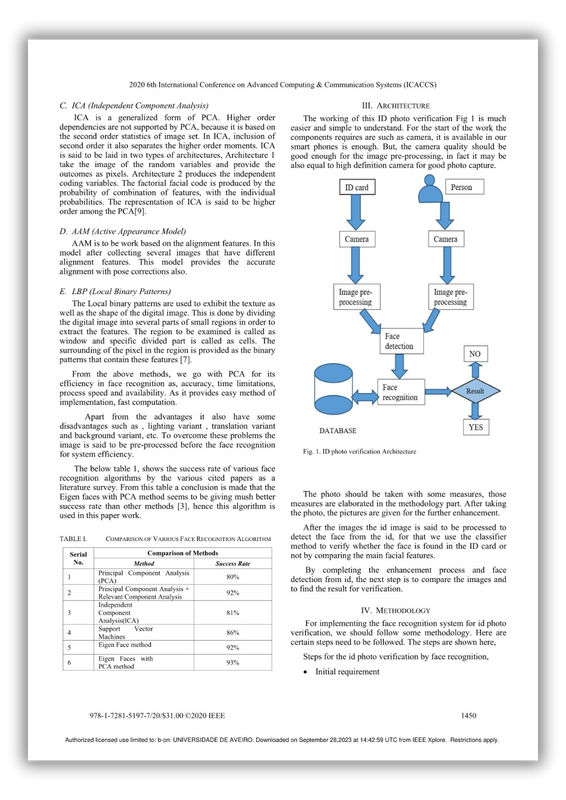 2020 6th International Conference on Advanced Computing & Communication Systems (ICACCS)
C. ICA (Independent Component Analysis)
ICA is a generalized form of PCA. Higher order
dependencies are not supported by PCA, because it is based on
the second order statistics of image set. In ICA, inclusion of
second order it also separates the higher order moments. ICA
is said to be laid in two types of architectures, Architecture 1
take the image of the random variables and provide the
outcomes as pixels. Architecture 2 produces the independent
coding variables. The factorial facial code is produced by the
probability of combination of features, with the individual
probabilities. The representation of ICA is said to be higher
order among the PCA[9].
D. AAM (Active Appearance Model)
AAM is to be work based on the alignment features. In this
model after collecting several images that have different
alignment features. This model provides the accurate
alignment with pose corrections also.
E. LBP (Local Binary Patterns)
The Local binary patterns are used to exhibit the texture as
well as the shape of the digital image. This is done by dividing
the digital image into several parts of small regions in order to
extract the features. The region to be examined is called as
window and specific divided part is called as cells. The
surrounding of the pixel in the region is provided as the binary
patterns that contain these features [7].
From the above methods, we go with PCA for its
efficiency in face recognition as, accuracy, time limitations,
process speed and availability. As it provides easy method of
implementation, fast computation.
Apart from the advantages it also have some
disadvantages such as , lighting variant , translation variant
and background variant, etc. To overcome these problems the
image is said to be pre-processed before the face recognition
for system efficiency.
The below table 1, shows the success rate of various face
recognition algorithms by the various cited papers as a
literature survey. From this table a conclusion is made that the
Eigen faces with PCA method seems to be giving mush better
success rate than other methods [3], hence this algorithm is
used in this paper work.
TABLE I. COMPARISON OF VARIOUS FACE RECOGNITION ALGORITHM
Serial No. Comparison of Methods
Method Success Rate
1 Principal Component Analysis (PCA) 80%
2 Principal Component Analysis + Relevant Component Analysis 92%
3 Independent Component Analysis(ICA) 81%
4 Support Vector Machines 86%
5 Eigen Face method 92%
6 Eigen Faces with PCA method 93%
III. ARCHITECTURE
The working of this ID photo verification Fig 1 is much
easier and simple to understand. For the start of the work the
components requires are such as camera, it is available in our
smart phones is enough. But, the camera quality should be
good enough for the image pre-processing, in fact it may be
also equal to high definition camera for good photo capture.
ID card
Person
Camera
Camera
Image pre-
processing
Image pre-
processing
Face
detection
NO
Face
recognition
Result
DATABASE
YES
Fig. 1. ID photo verification Architecture
The photo should be taken with some measures, those
measures are elaborated in the methodology part. After taking
the photo, the pictures are given for the further enhancement.
After the images the id image is said to be processed to
detect the face from the id, for that we use the classifier
method to verify whether the face is found in the ID card or
not by comparing the main facial features.
By completing the enhancement process and face
detection from id, the next step is to compare the images and
to find the result for verification.
IV. METHODOLOGY
For implementing the face recognition system for id photo
verification, we should follow some methodology. Here are
certain steps need to be followed. The steps are shown here,
Steps for the id photo verification by face recognition,
• Initial requirement
978-1-7281-5197-7/20/$31.00 ©2020 IEEE
1450
Authorized licensed use limited to: b-on: UNIVERSIDADE DE AVEIRO. Downloaded on September 28,2023 at 14:42:59 UTC from IEEE Xplore. Restrictions apply.